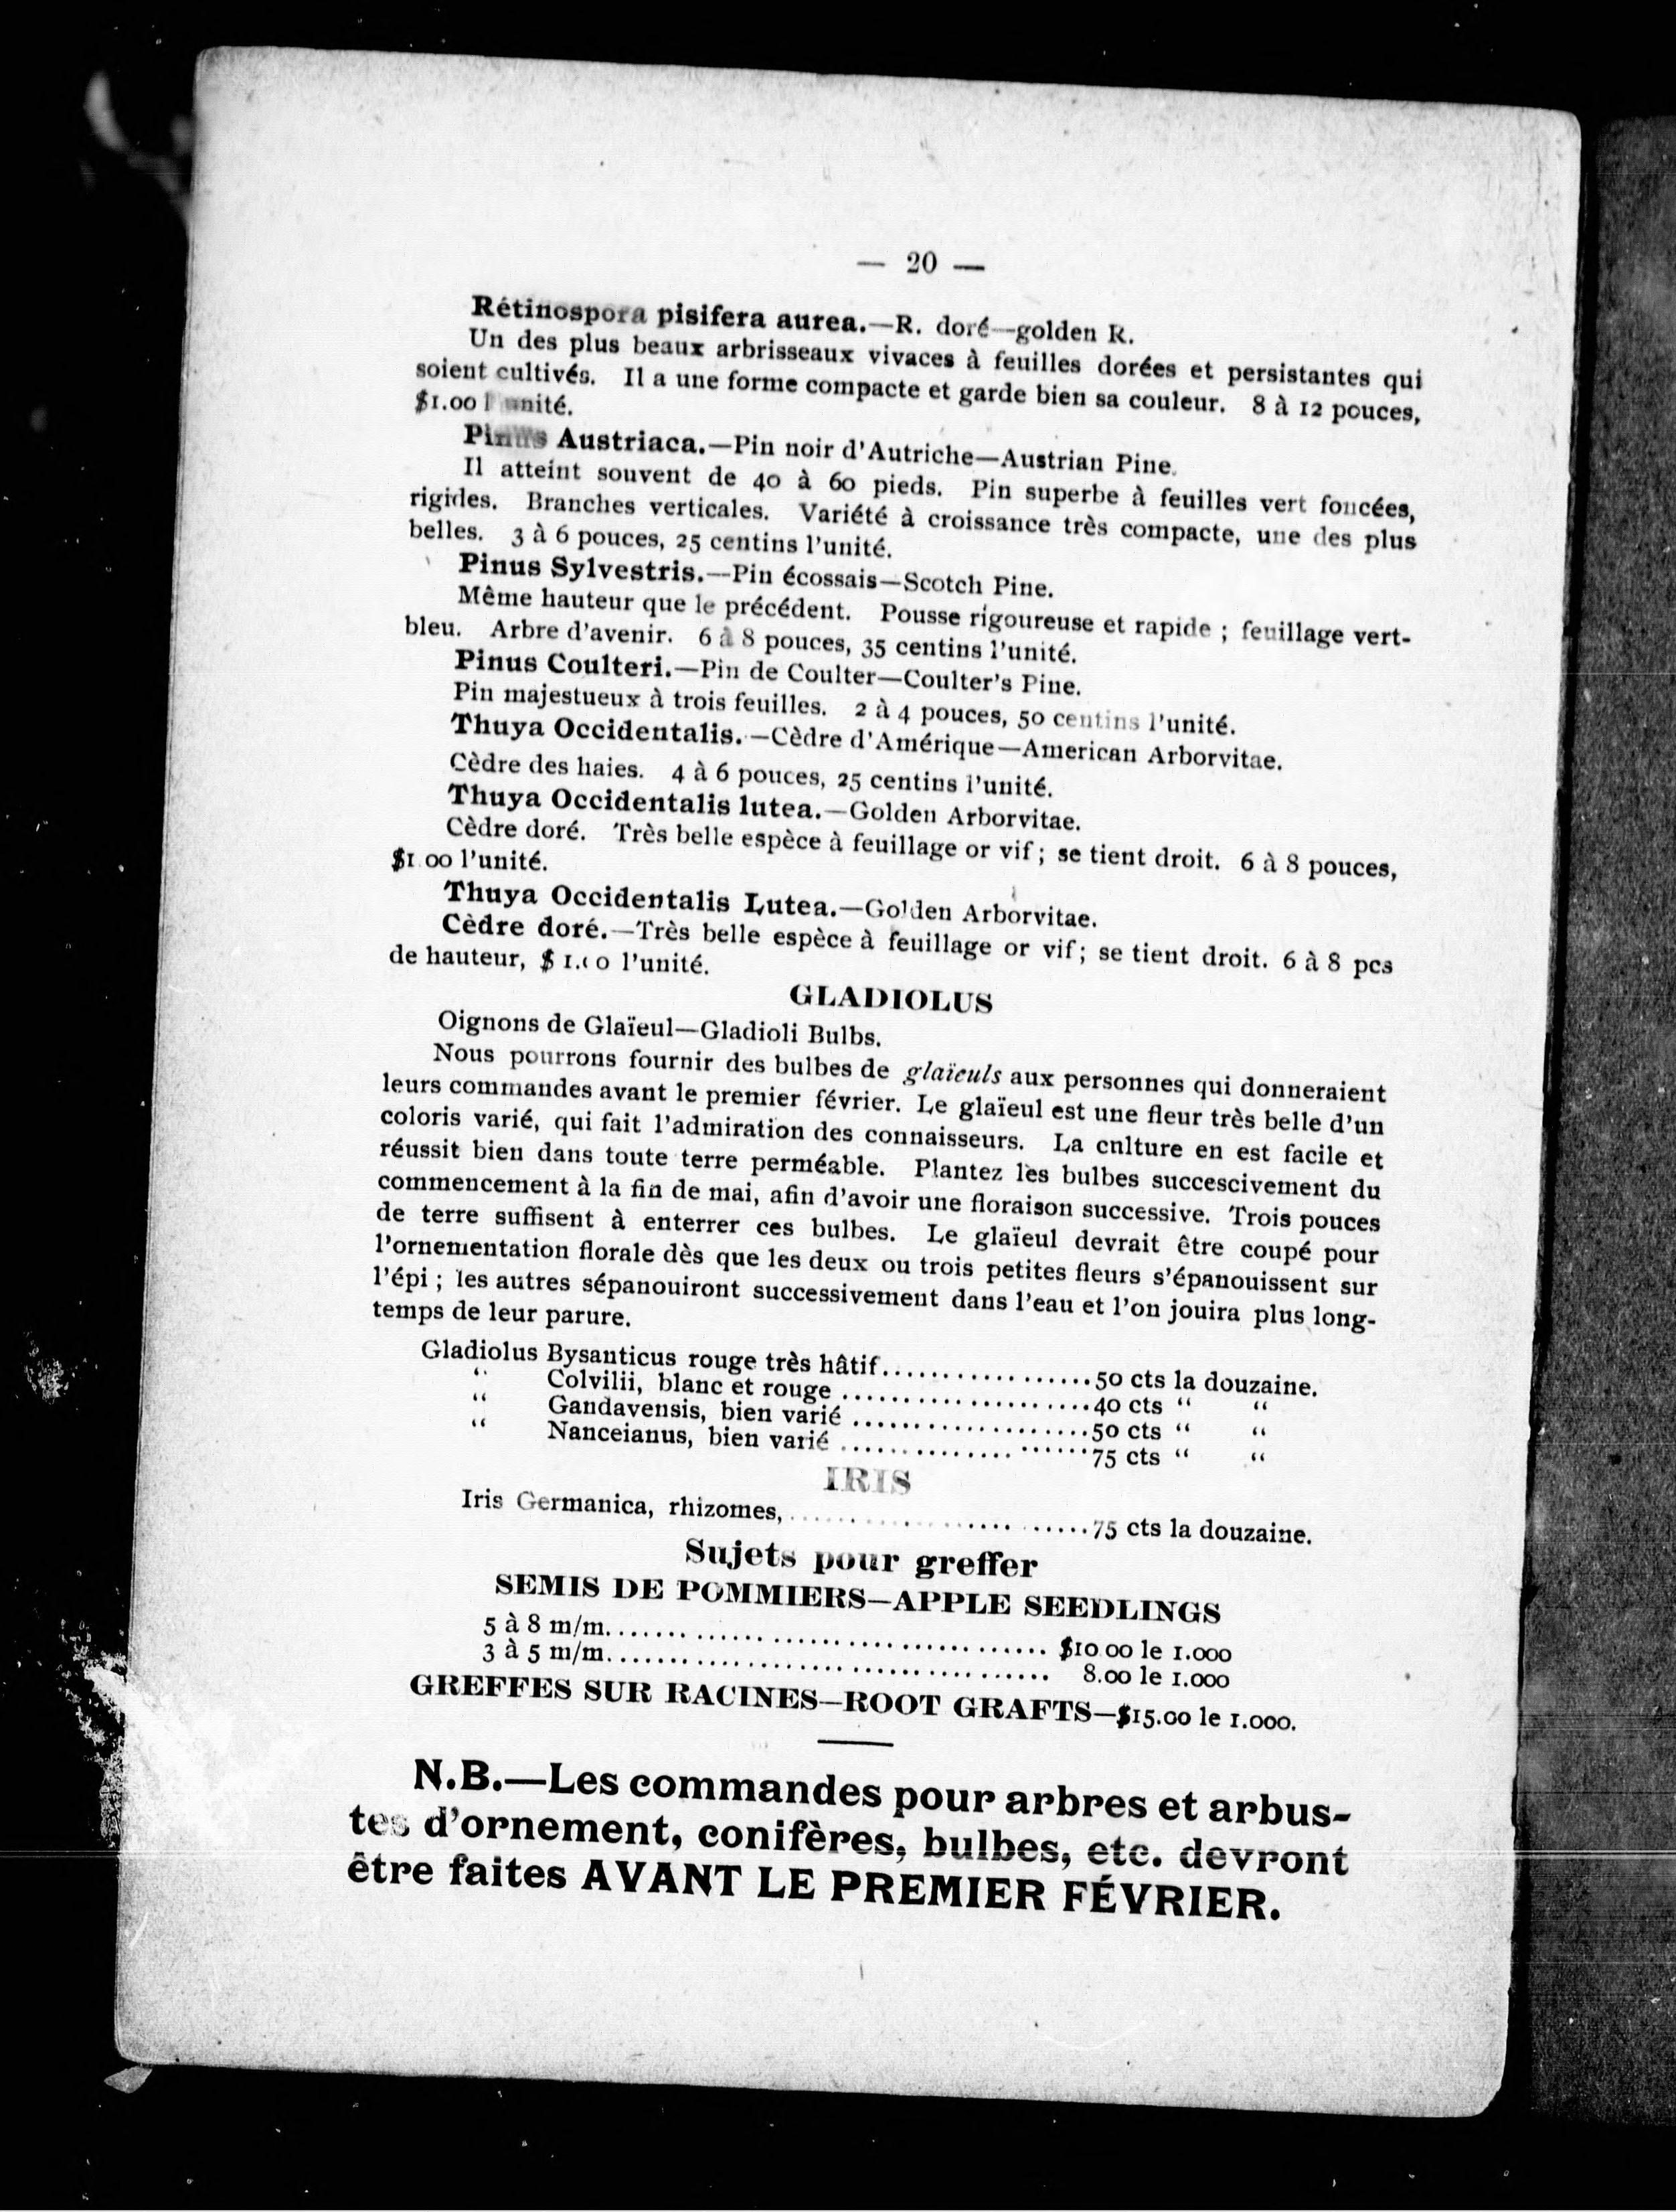 — 20 —
Rétinospora pisifera aurea.—R. doré—golden R.
Un des plus beaux arbrisseaux vivaces à feuilles dorées et persistantes qui
soient cultivés. Il a une forme compacte et garde bien sa couleur. 8 à 12 pouces,
$1.00 l'unité.
Pinus Austriaca.—Pin noir d'Autriche—Austrian Pine.
Il atteint souvent de 40 à 60 pieds. Pin superbe à feuilles vert foncées,
rigides. Branches verticales. Variété à croissance très compacte, une des plus
belles. 3 à 6 pouces, 25 centins l'unité.
Pinus Sylvestris.—Pin écossais—Scotch Pine.
Même hauteur que le précédent. Pousse rigoureuse et rapide ; feuillage vert-
bleu. Arbre d'avenir. 6 à 8 pouces, 35 centins l'unité.
Pinus Coulteri.—Pin de Coulter—Coulter's Pine.
Pin majestueux à trois feuilles. 2 à 4 pouces, 50 centins l'unité.
Thuya Occidentalis.—Cèdre d'Amérique—American Arborvitae.
Cèdre des haies. 4 à 6 pouces, 25 centins l'unité.
Thuya Occidentalis lutea.—Golden Arborvitae.
Cèdre doré. Très belle espèce à feuillage or vif ; se tient droit. 6 à 8 pouces,
$1.00 l'unité.
Thuya Occidentalis Lutea.—Golden Arborvitae.
Cèdre doré.—Très belle espèce à feuillage or vif ; se tient droit. 6 à 8 pcs
de hauteur, $1.00 l'unité.
GLADIOLUS
Oignons de Glaïeul—Gladioli Bulbs.
Nous pourrons fournir des bulbes de glaïeuls aux personnes qui donneraient
leurs commandes avant le premier février. Le glaïeul est une fleur très belle d'un
coloris varié, qui fait l'admiration des connaisseurs. La cnlture en est facile et
réussit bien dans toute terre perméable. Plantez les bulbes succescivement du
commencement à la fin de mai, afin d'avoir une floraison successive. Trois pouces
de terre suffisent à enterrer ces bulbes. Le glaïeul devrait être coupé pour
l'ornementation florale dès que les deux ou trois petites fleurs s'épanouissent sur
l'épi ; les autres sépanouiront successivement dans l'eau et l'on jouira plus long-
temps de leur parure.
Gladiolus Bysanticus rouge très hâtif..................50 cts la douzaine.
“ Colvilii, blanc et rouge ......................40 cts “ “
“ Gandavensis, bien varié .....................50 cts “ “
“ Nanceianus, bien varié ......................75 cts “ “
IRIS
Iris Germanica, rhizomes,..........................75 cts la douzaine.
Sujets pour greffer
SEMIS DE POMMIERS—APPLE SEEDLINGS
5 à 8 m/m........................................ $10 00 le 1.000
3 à 5 m/m........................................ 8.00 le 1.000
GREFFES SUR RACINES—ROOT GRAFTS—$15.00 le 1.000.
N.B.—Les commandes pour arbres et arbus-
tes d'ornement, conifères, bulbes, etc. devront
être faites AVANT LE PREMIER FÉVRIER.